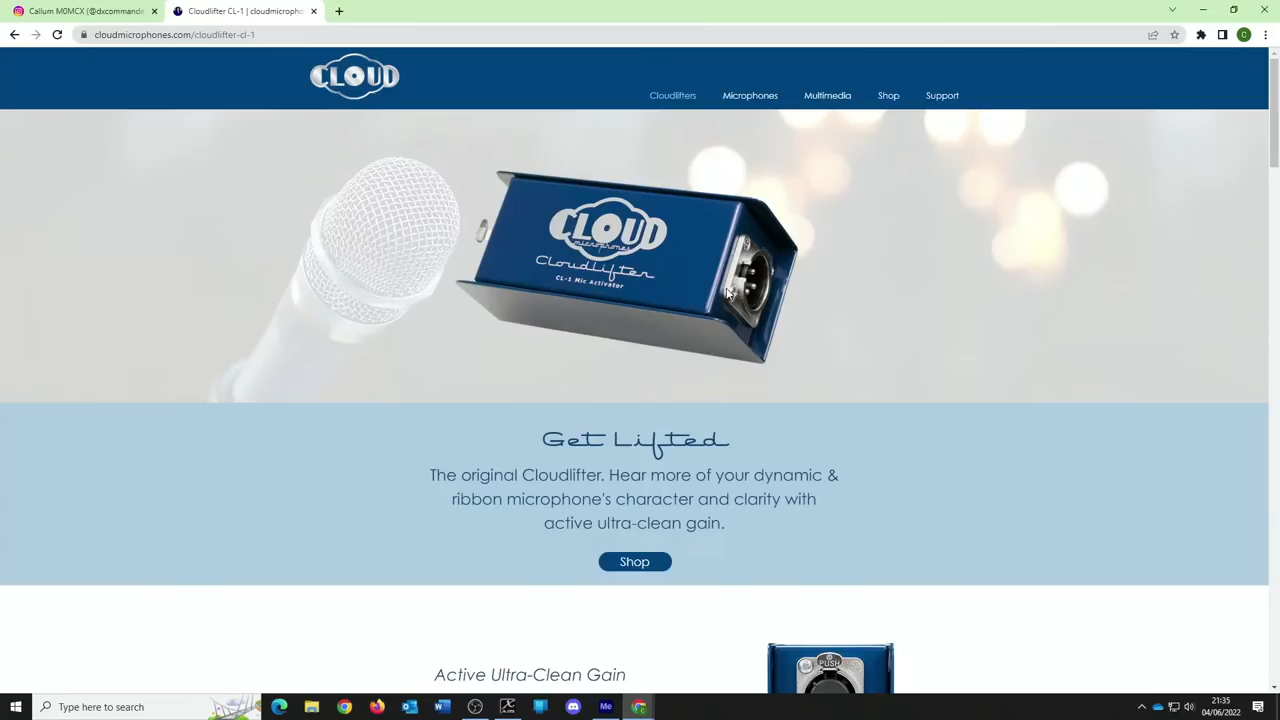 Callum M0MCX (@dxcommande
Cloudlifter CL-1 | cloudmicropho
cloudmicrophones.com/cloudlifter-cl-1
C
CLOUD
Cloudlifters
Microphones
Multimedia
Shop
Support
CLOUD
microphones
Cloudlifter
CL-1 Mic Activator
Get Lifted
The original Cloudlifter. Hear more of your dynamic &
ribbon microphone's character and clarity with
active ultra-clean gain.
Shop
Active Ultra-Clean Gain
PUSH
Type here to search
Me
21:35
04/06/2022